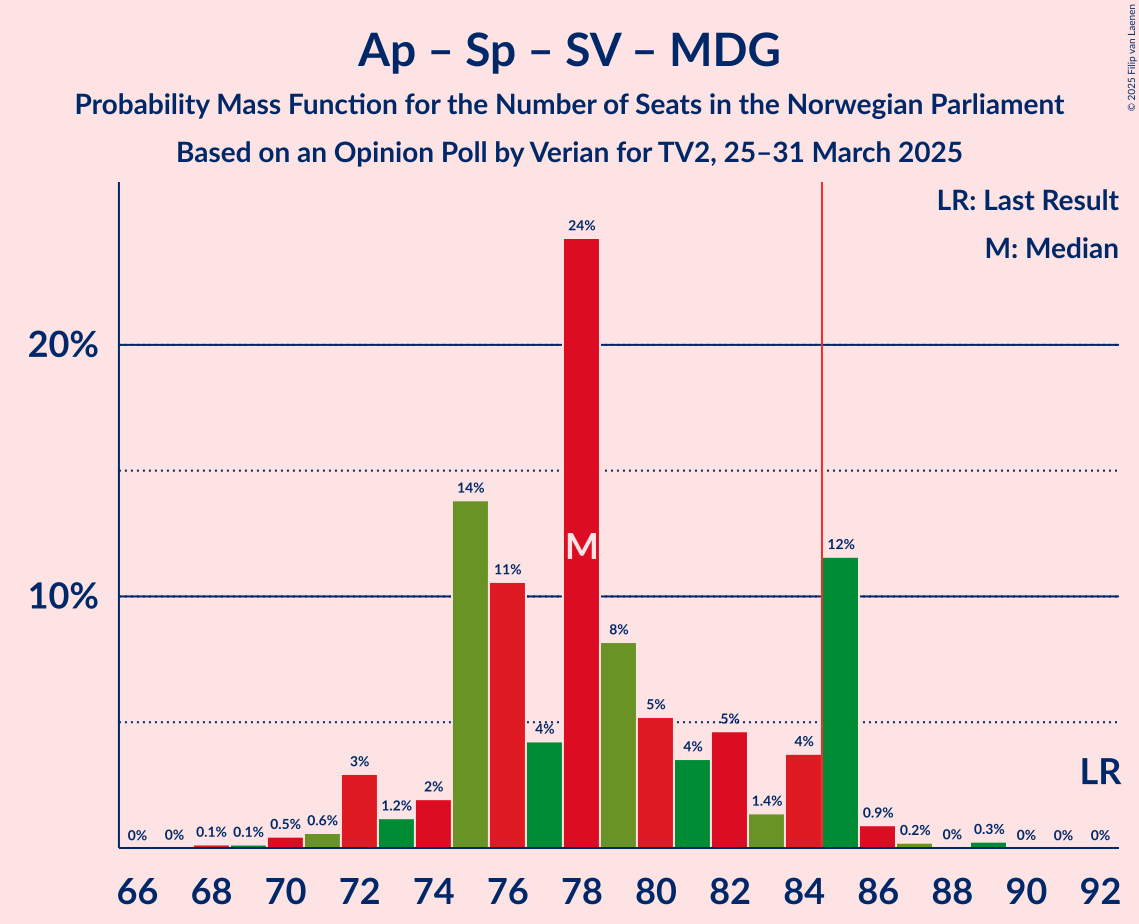 Ap – Sp – SV – MDG
Probability Mass Function for the Number of Seats in the Norwegian Parliament
Based on an Opinion Poll by Verian for TV2, 25–31 March 2025
© 2025 Filip van Laenen
LR: Last Result
M: Median
20%
10%
0% 0% 0.1% 0.1% 0.5% 0.6% 3% 1.2% 2% 14% 11% 4% 24% 8% 5% 4% 5% 1.4% 4% 12% 0.9% 0.2% 0% 0.3% 0% 0% 0%
M
LR
66 68 70 72 74 76 78 80 82 84 86 88 90 92